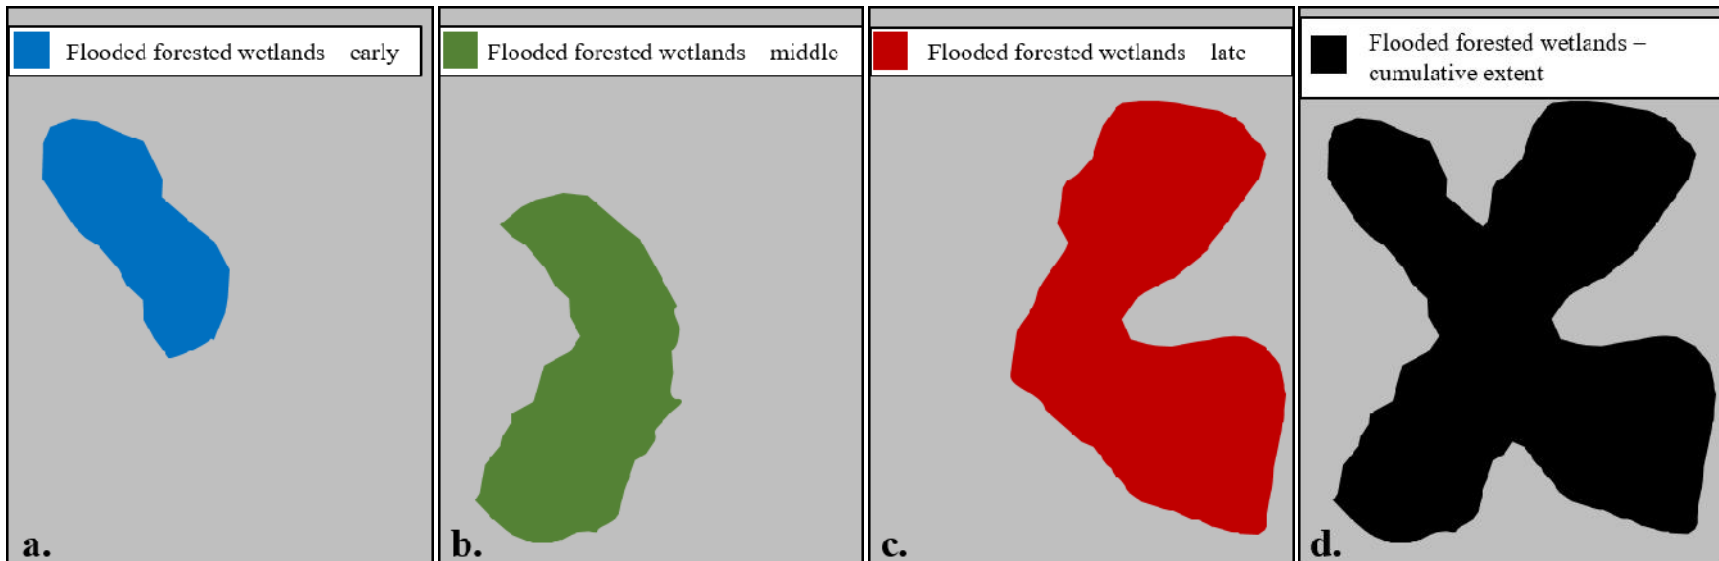 Flooded forested wetlands early
a.
Flooded forested wetlands middle
b.
Flooded forested wetlands late
c.
Flooded forested wetlands –
cumulative extent
d.